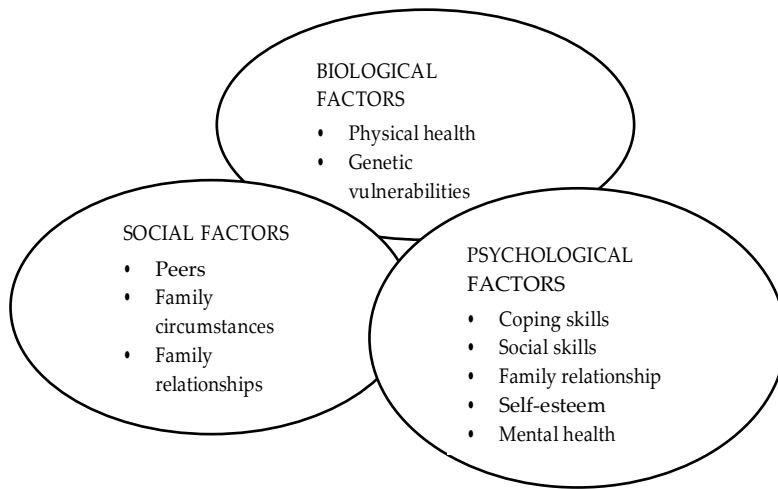 BIOLOGICAL
FACTORS
• Physical health
• Genetic
vulnerabilities
SOCIAL FACTORS
• Peers
• Family
circumstances
• Family
relationships
PSYCHOLOGICAL
FACTORS
• Coping skills
• Social skills
• Family relationship
• Self-esteem
• Mental health